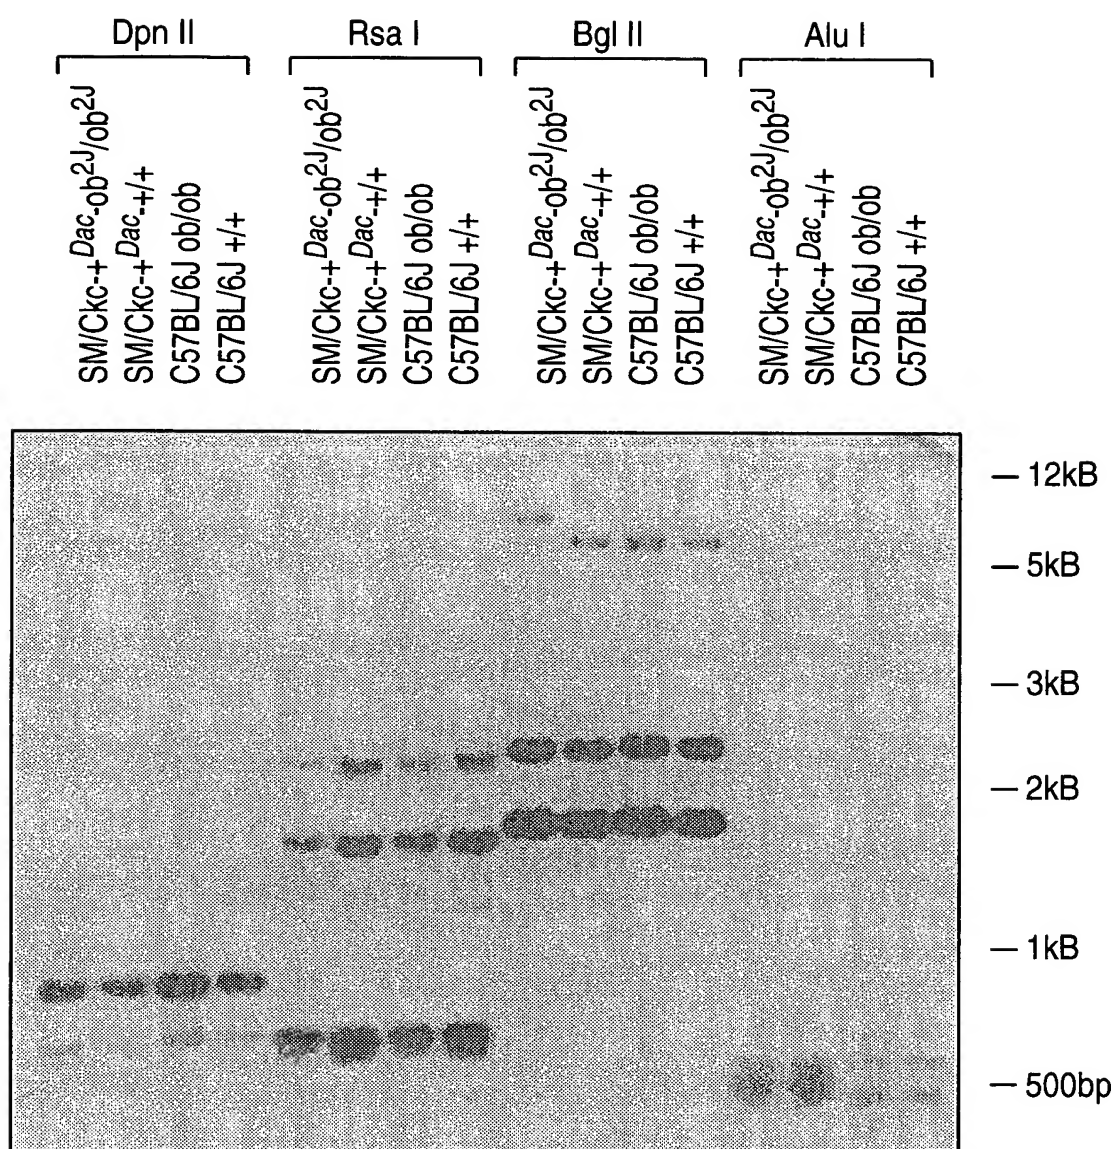 Dpn II
Rsa I
Bgl II
Alu I
SM/Ckc-+Dac-ob2J/ob2J
SM/Ckc-+Dac-+/+
C57BL/6J ob/ob
C57BL/6J +/+
SM/Ckc-+Dac-ob2J/ob2J
SM/Ckc-+Dac-+/+
C57BL/6J ob/ob
C57BL/6J +/+
SM/Ckc-+Dac-ob2J/ob2J
SM/Ckc-+Dac-+/+
C57BL/6J ob/ob
C57BL/6J +/+
SM/Ckc-+Dac-ob2J/ob2J
SM/Ckc-+Dac-+/+
C57BL/6J ob/ob
C57BL/6J +/+
12kB
5kB
3kB
2kB
1kB
500bp